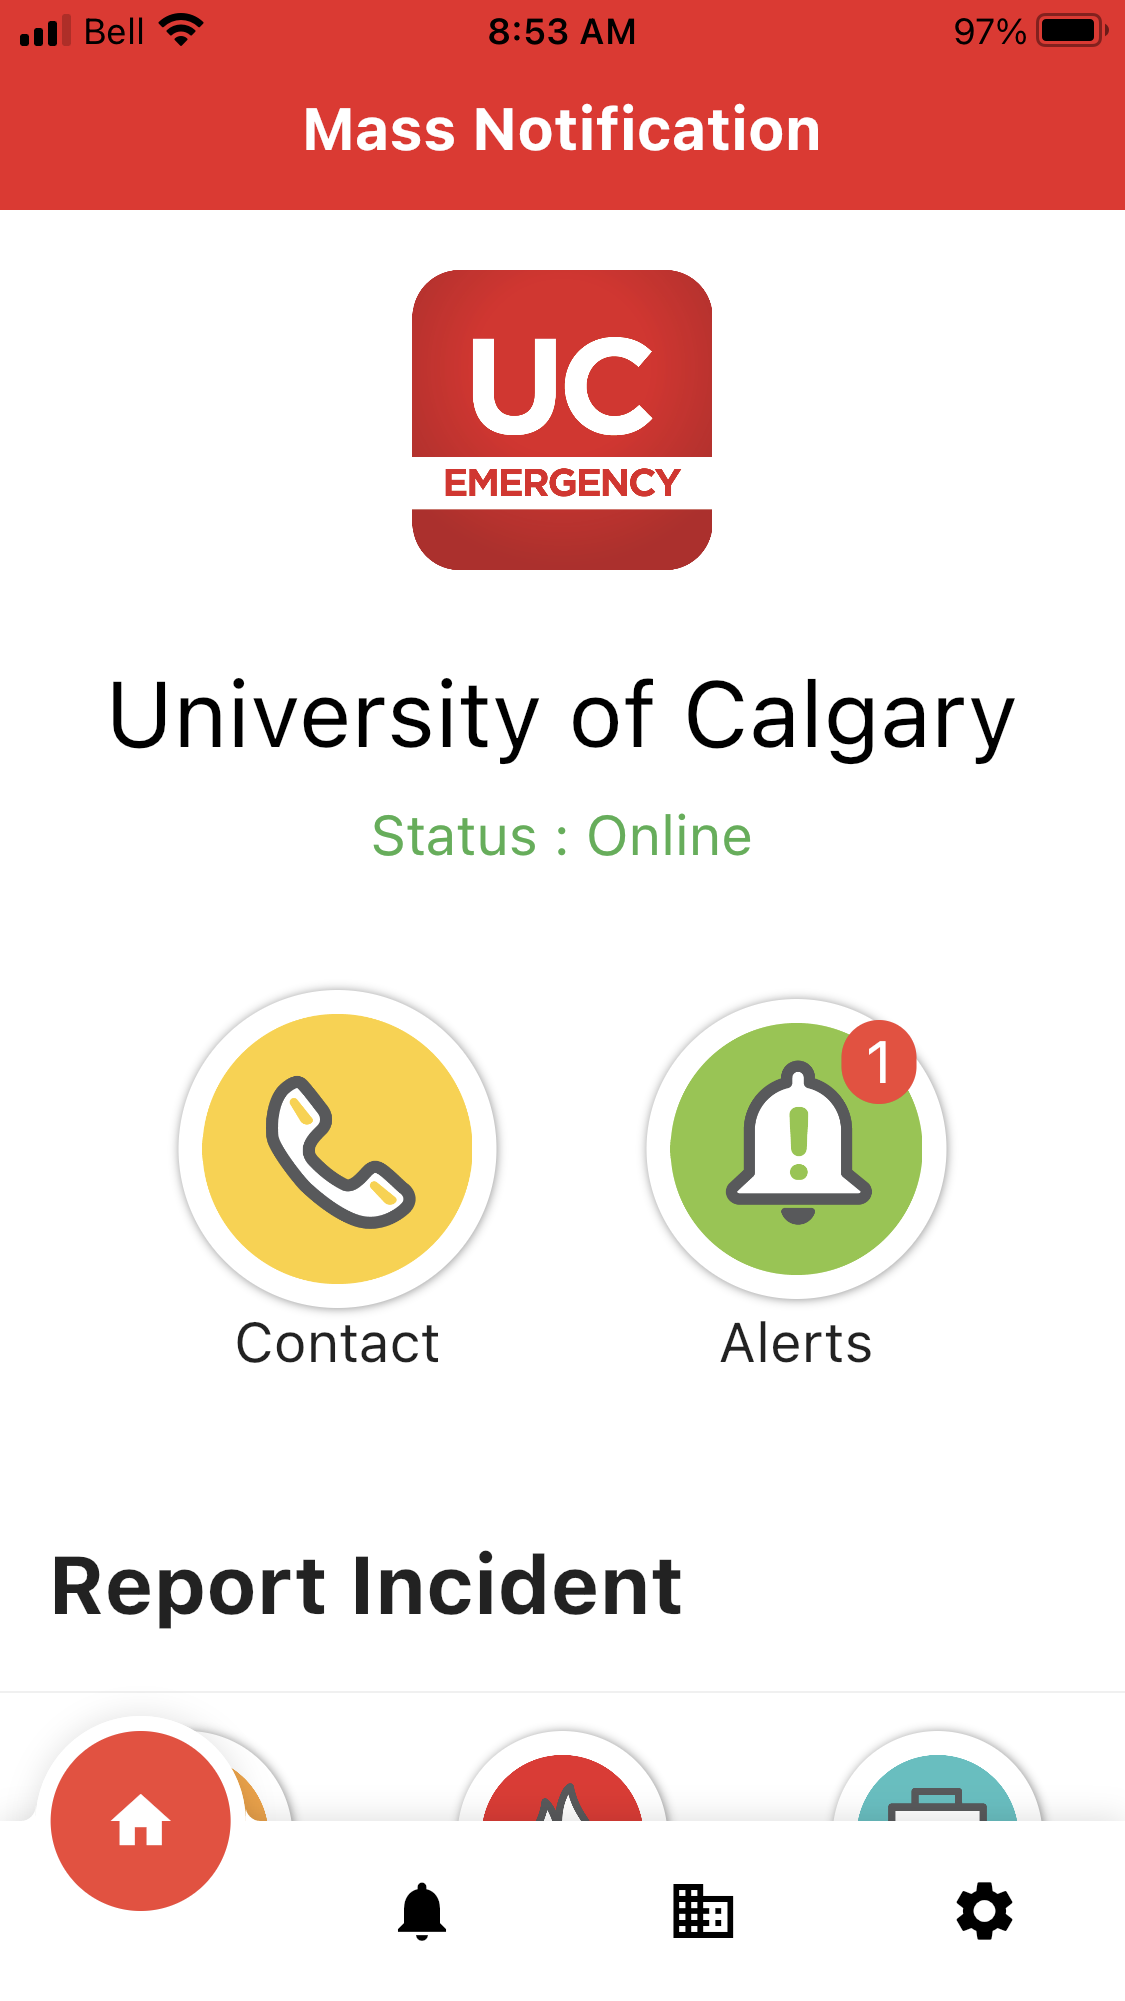 Bell 8:53 AM 97%
Mass Notification
UC
EMERGENCY
University of Calgary
Status : Online
1
Contact Alerts
Report Incident